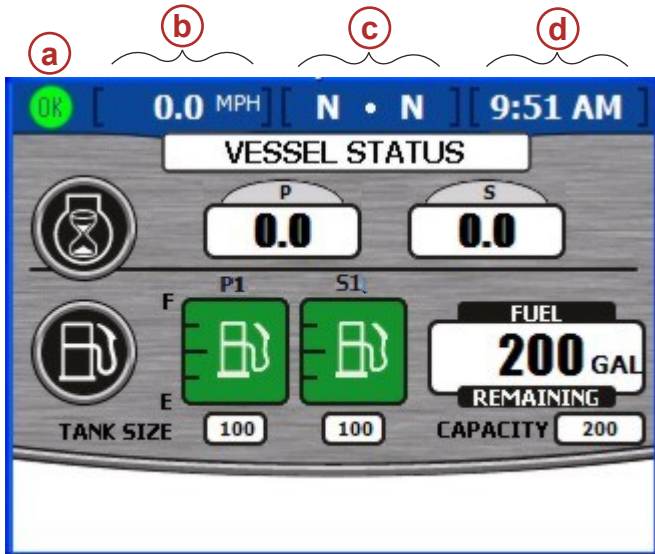 a b c d
OK 0.0 MPH N • N 9:51 AM
VESSEL STATUS
P S
0.0 0.0
P1 S1
F
FUEL
200 GAL
REMAINING
E
TANK SIZE 100 100 CAPACITY 200